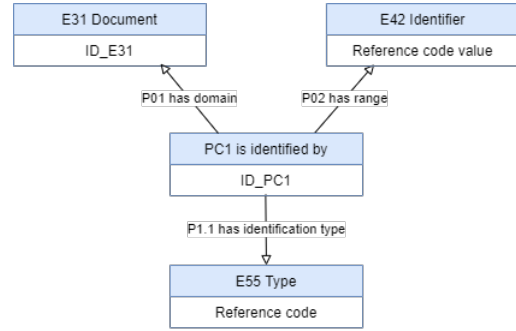 E31 Document
ID_E31
E42 Identifier
Reference code value
P01 has domain
P02 has range
PC1 is identified by
ID_PC1
P1.1 has identification type
E55 Type
Reference code